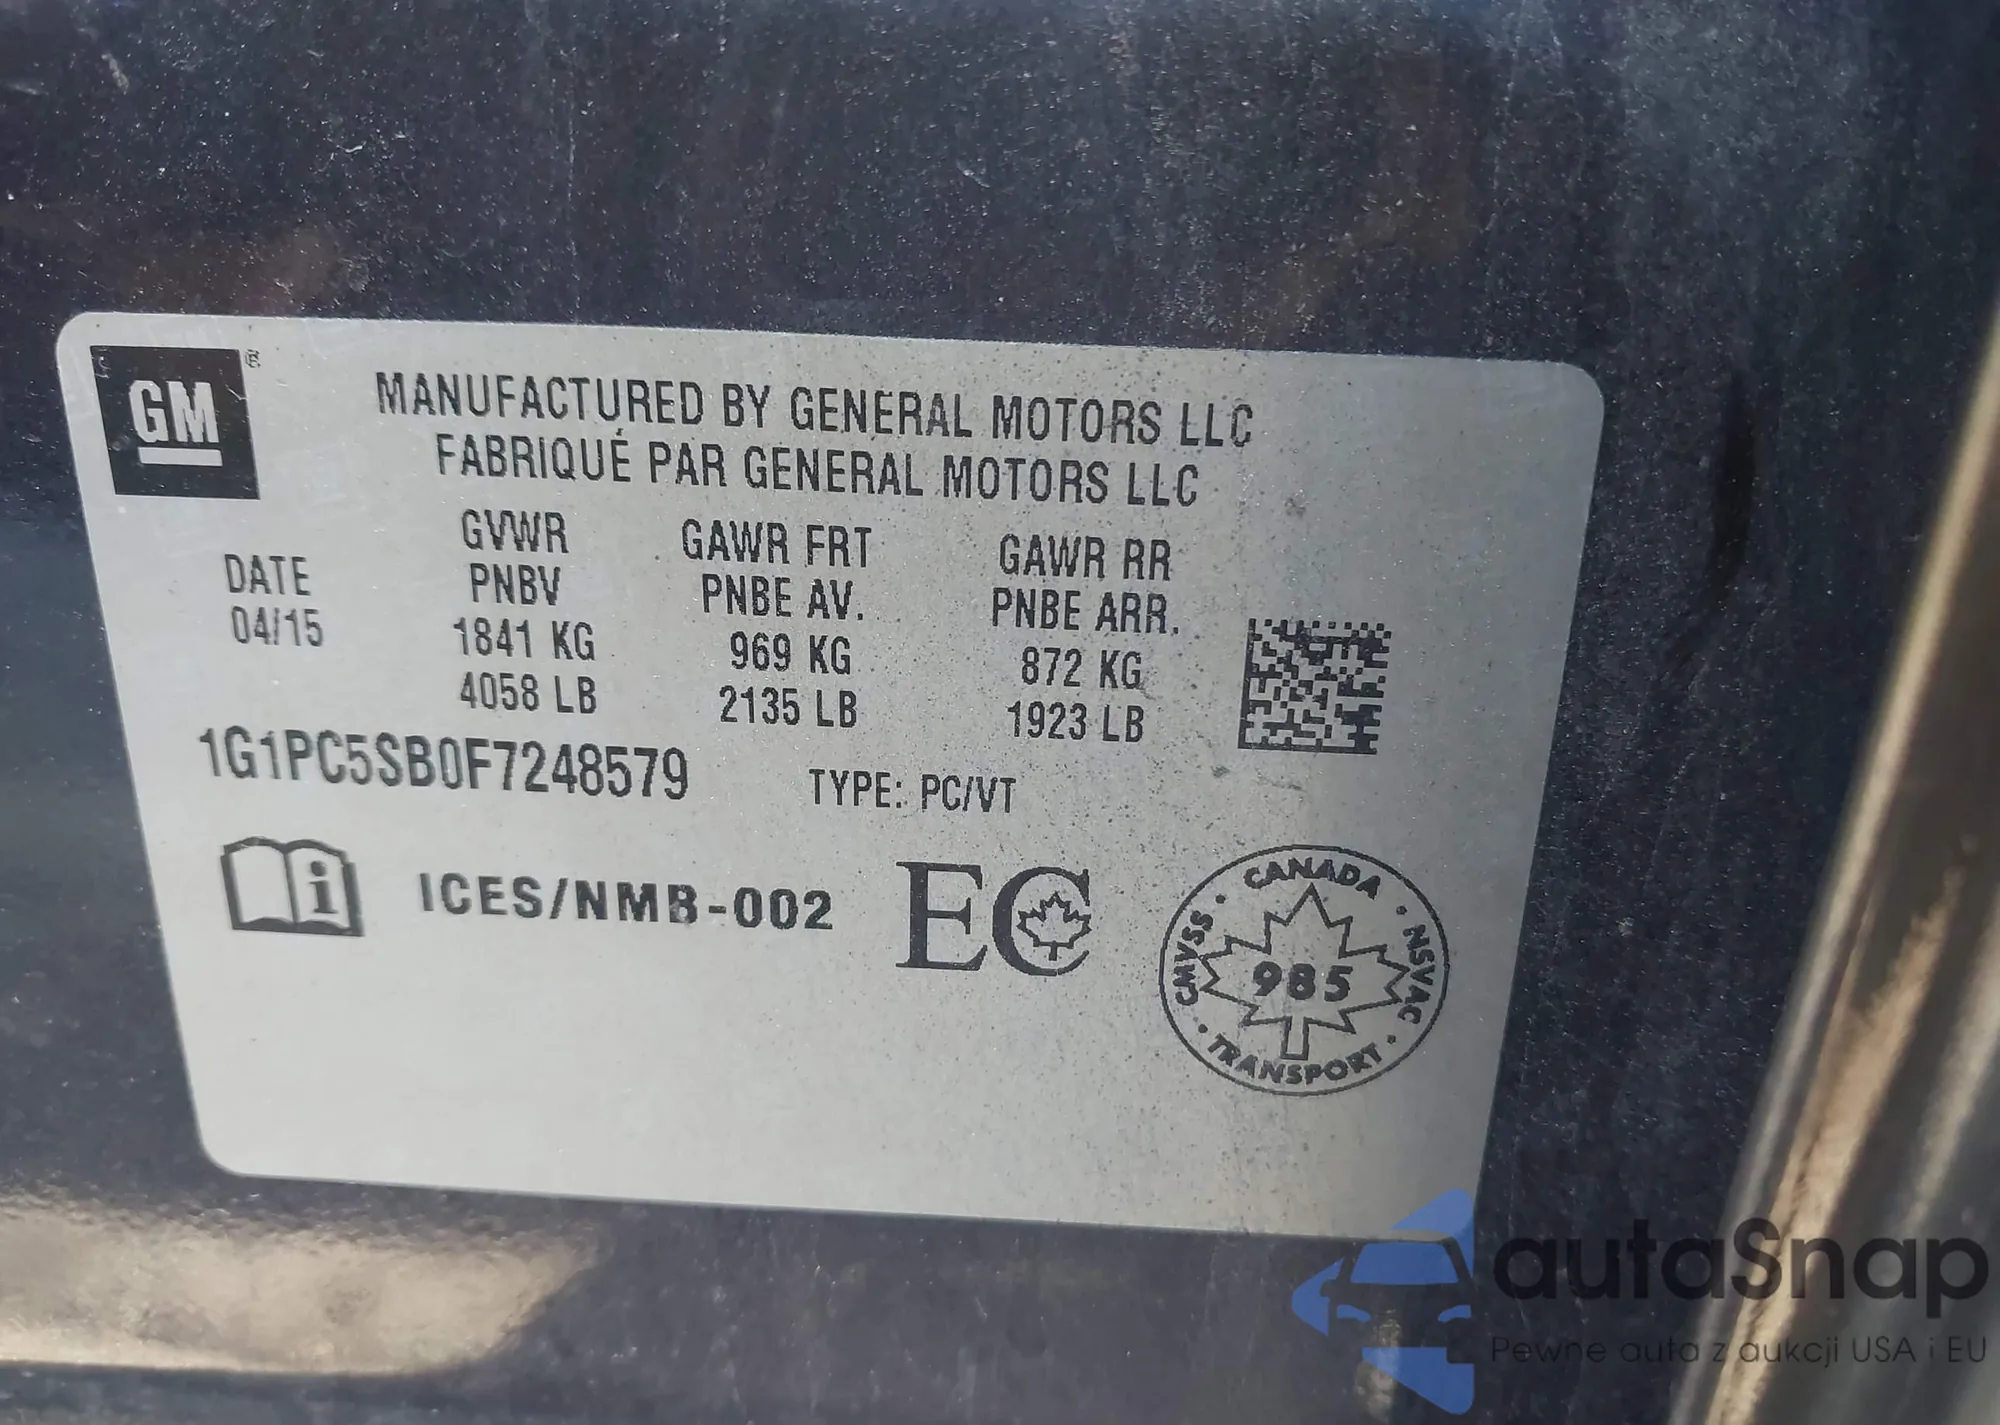 GM ®
MANUFACTURED BY GENERAL MOTORS LLC
FABRIQUÉ PAR GENERAL MOTORS LLC
DATE
04/15
GVWR
PNBV
1841 KG
4058 LB
GAWR FRT
PNBE AV.
969 KG
2135 LB
GAWR RR
PNBE ARR.
872 KG
1923 LB
1G1PC5SB0F7248579 TYPE: PC/VT
i ICES/NMB-002 EC
CANADA · NSVAC · TRANSPORT · CMVSS ·
985
autaSnap
Pewne auta z aukcji USA i EU